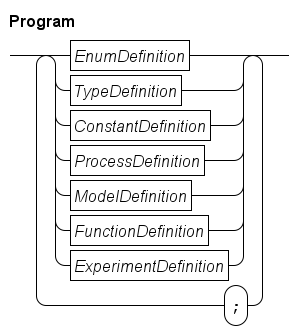 Program
EnumDefinition
TypeDefinition
ConstantDefinition
ProcessDefinition
ModelDefinition
FunctionDefinition
ExperimentDefinition
;